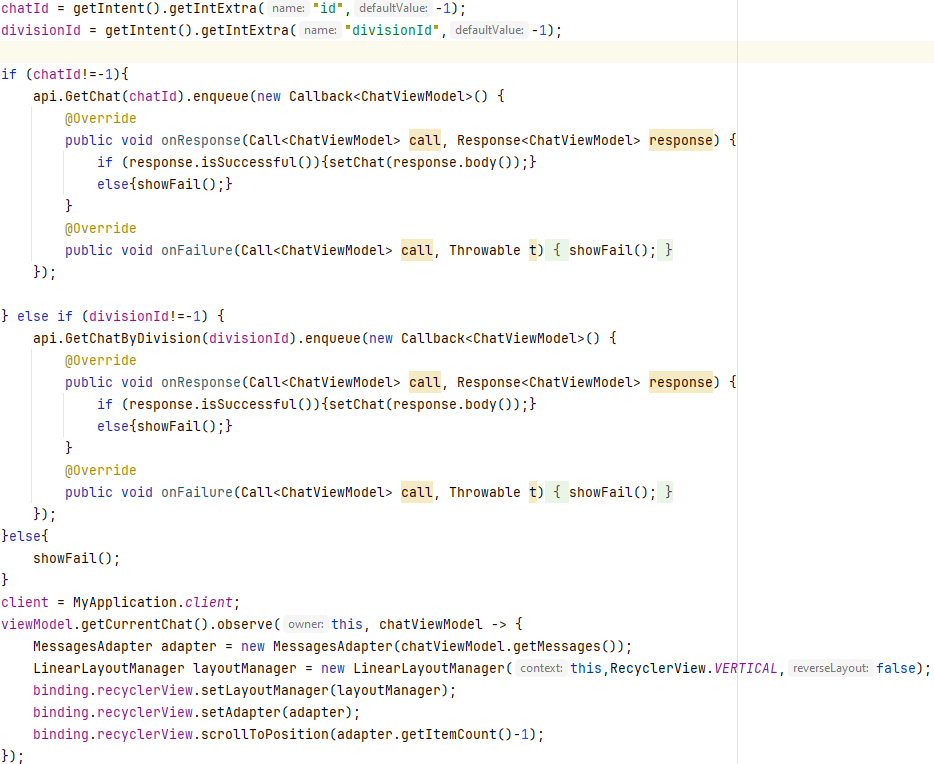 chatId = getIntent().getIntExtra( name: "id", defaultValue: -1);
divisionId = getIntent().getIntExtra( name: "divisionId", defaultValue: -1);
if (chatId!=-1){
api.GetChat(chatId).enqueue(new Callback<ChatViewModel>() {
@Override
public void onResponse(Call<ChatViewModel> call, Response<ChatViewModel> response) {
if (response.isSuccessful()){setChat(response.body());}
else{showFail();}
}
@Override
public void onFailure(Call<ChatViewModel> call, Throwable t) { showFail(); }
});
} else if (divisionId!=-1) {
api.GetChatByDivision(divisionId).enqueue(new Callback<ChatViewModel>() {
@Override
public void onResponse(Call<ChatViewModel> call, Response<ChatViewModel> response) {
if (response.isSuccessful()){setChat(response.body());}
else{showFail();}
}
@Override
public void onFailure(Call<ChatViewModel> call, Throwable t) { showFail(); }
});
}else{
showFail();
}
client = MyApplication.client;
viewModel.getCurrentChat().observe( owner: this, chatViewModel -> {
MessagesAdapter adapter = new MessagesAdapter(chatViewModel.getMessages());
LinearLayoutManager layoutManager = new LinearLayoutManager( context: this,RecyclerView.VERTICAL, reverseLayout: false);
binding.recyclerView.setLayoutManager(layoutManager);
binding.recyclerView.setAdapter(adapter);
binding.recyclerView.scrollToPosition(adapter.getItemCount()-1);
});